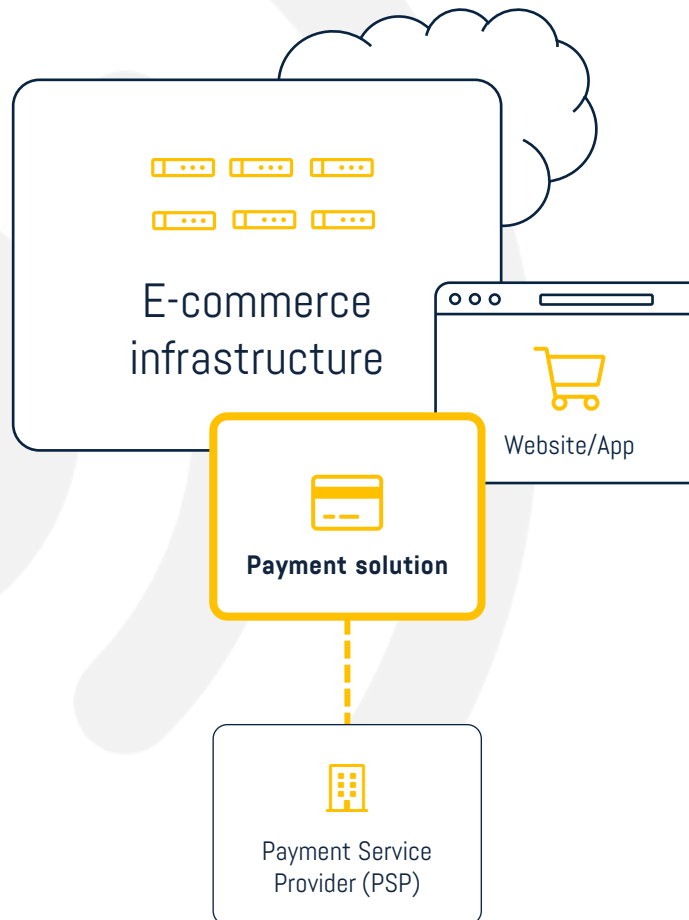 E-commerce
infrastructure
Website/App
Payment solution
Payment Service
Provider (PSP)